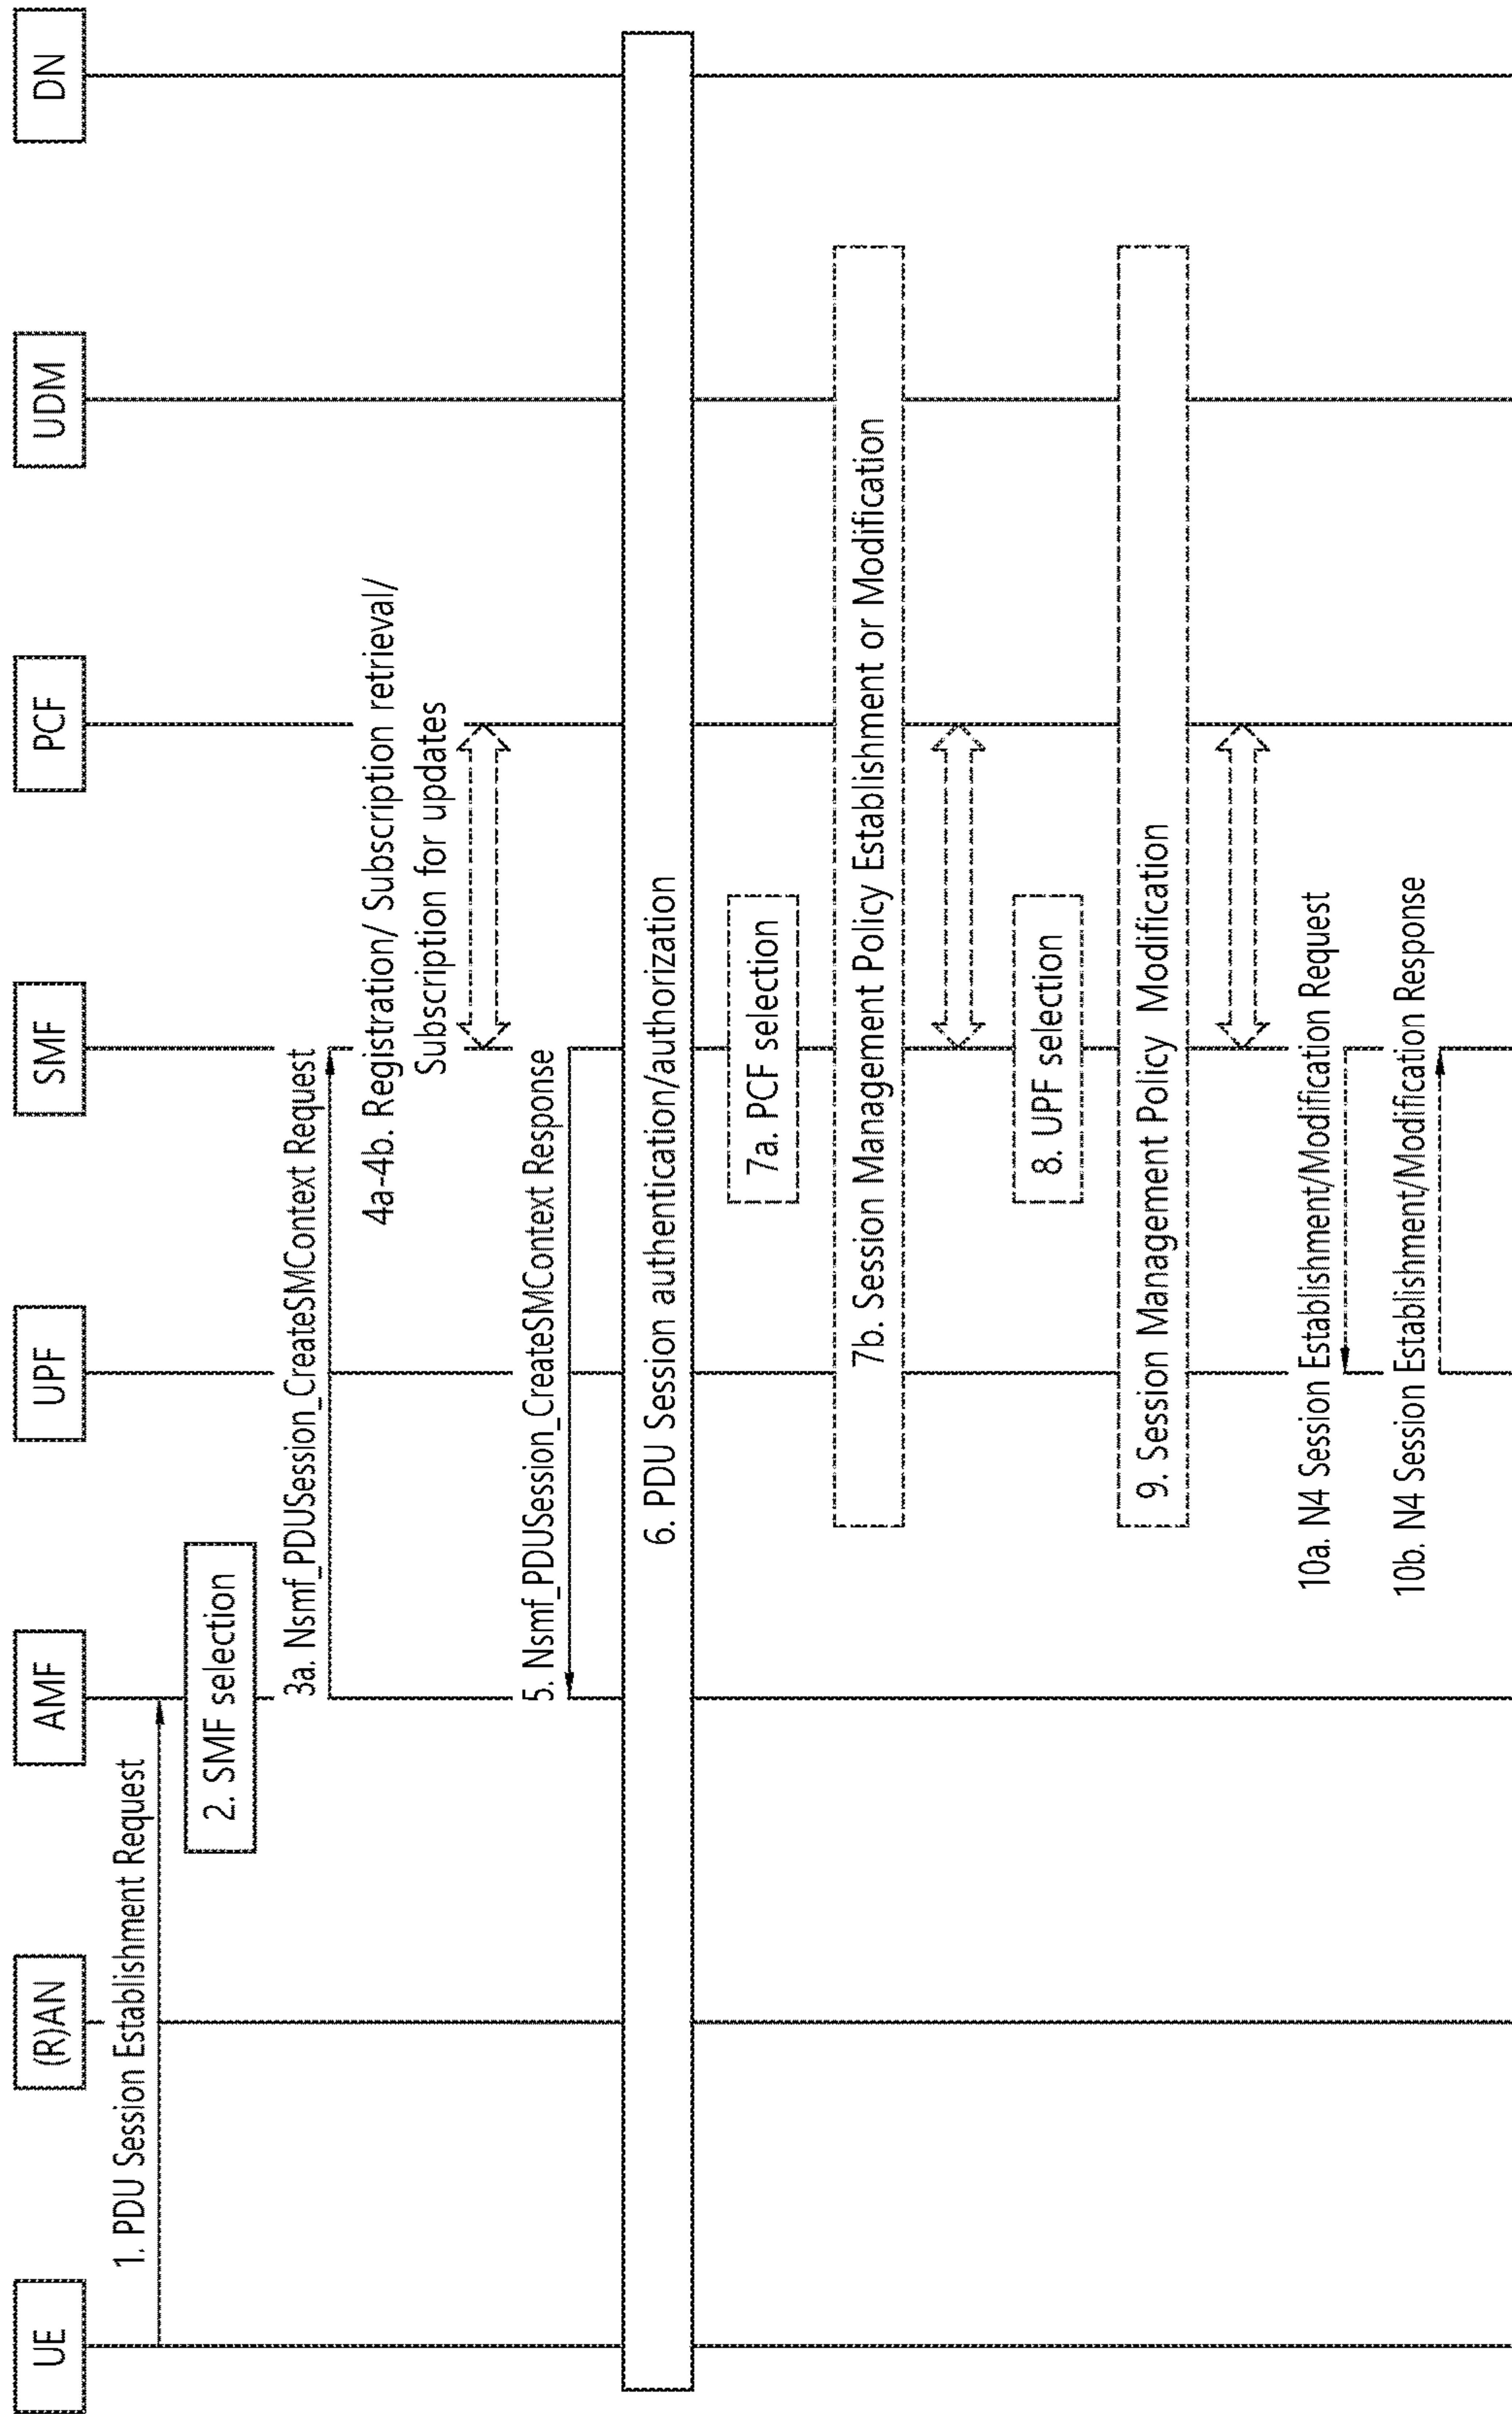 UE
(R)AN
AMF
UPF
SMF
PCF
UDM
DN
1. PDU Session Establishment Request
2. SMF selection
3a. Nsmf_PDUSession_CreateSMContext Request
4a-4b. Registration/ Subscription retrieval/
Subscription for updates
5. Nsmf_PDUSession_CreateSMContext Response
6. PDU Session authentication/authorization
7a. PCF selection
7b. Session Management Policy Establishment or Modification
8. UPF selection
9. Session Management Policy Modification
10a. N4 Session Establishment/Modification Request
10b. N4 Session Establishment/Modification Response